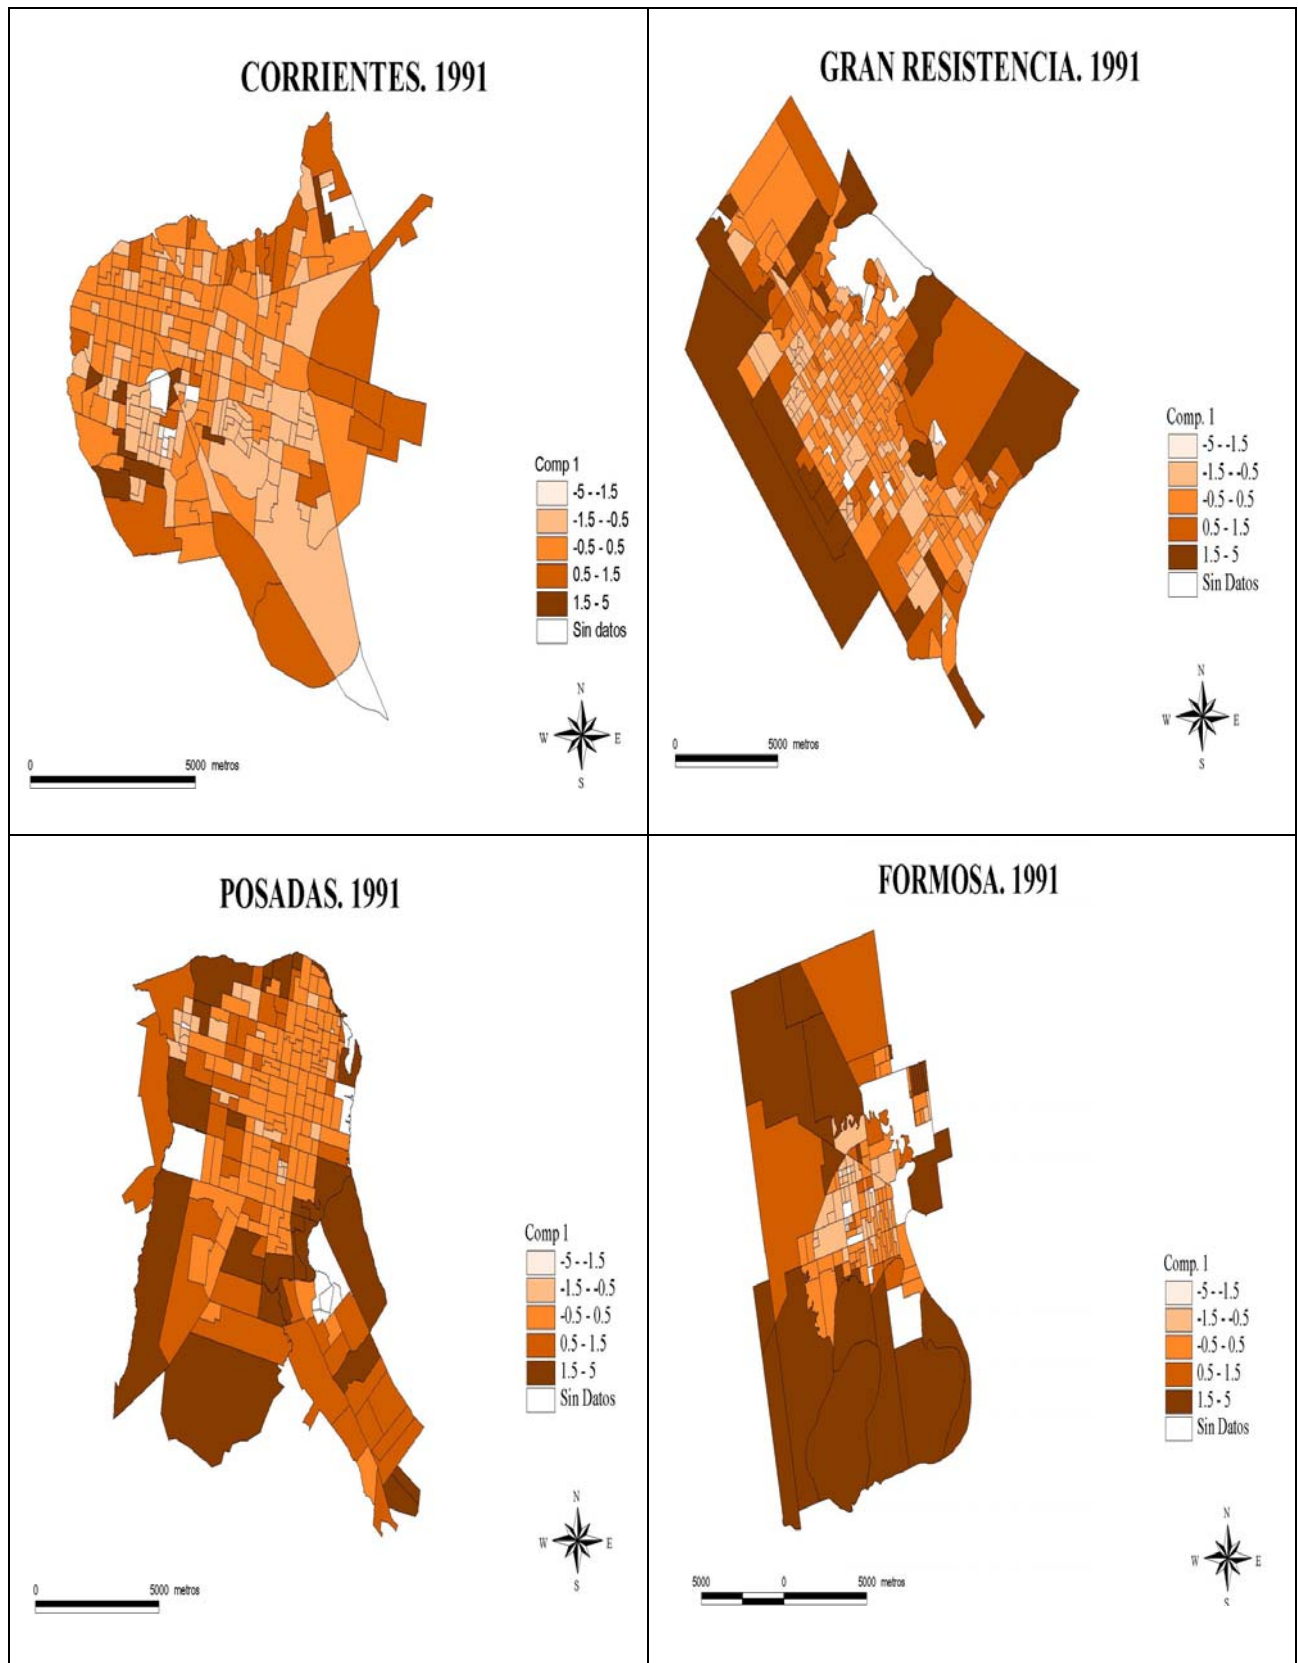 CORRIENTES. 1991
Comp 1
-5 - -1.5
-1.5 - -0.5
-0.5 - 0.5
0.5 - 1.5
1.5 - 5
Sin datos
N
W E
S
0 5000 metros
GRAN RESISTENCIA. 1991
Comp. 1
-5 - -1.5
-1.5 - -0.5
-0.5 - 0.5
0.5 - 1.5
1.5 - 5
Sin Datos
N
W E
S
0 5000 metros
POSADAS. 1991
Comp 1
-5 - -1.5
-1.5 - -0.5
-0.5 - 0.5
0.5 - 1.5
1.5 - 5
Sin Datos
N
W E
S
0 5000 metros
FORMOSA. 1991
Comp. 1
-5 - -1.5
-1.5 - -0.5
-0.5 - 0.5
0.5 - 1.5
1.5 - 5
Sin Datos
N
W E
S
5000 0 5000 metros